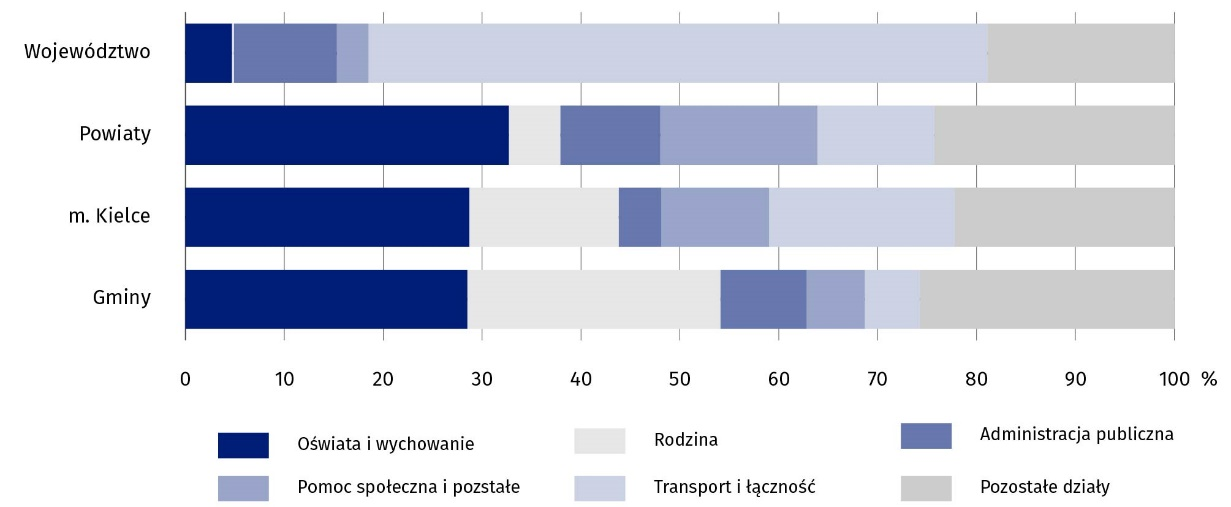 Województwo
Powiaty
m. Kielce
Gminy
0 10 20 30 40 50 60 70 80 90 100 %
Oświata i wychowanie Rodzina Administracja publiczna
Pomoc społeczna i pozstałe Transport i łączność Pozostałe działy